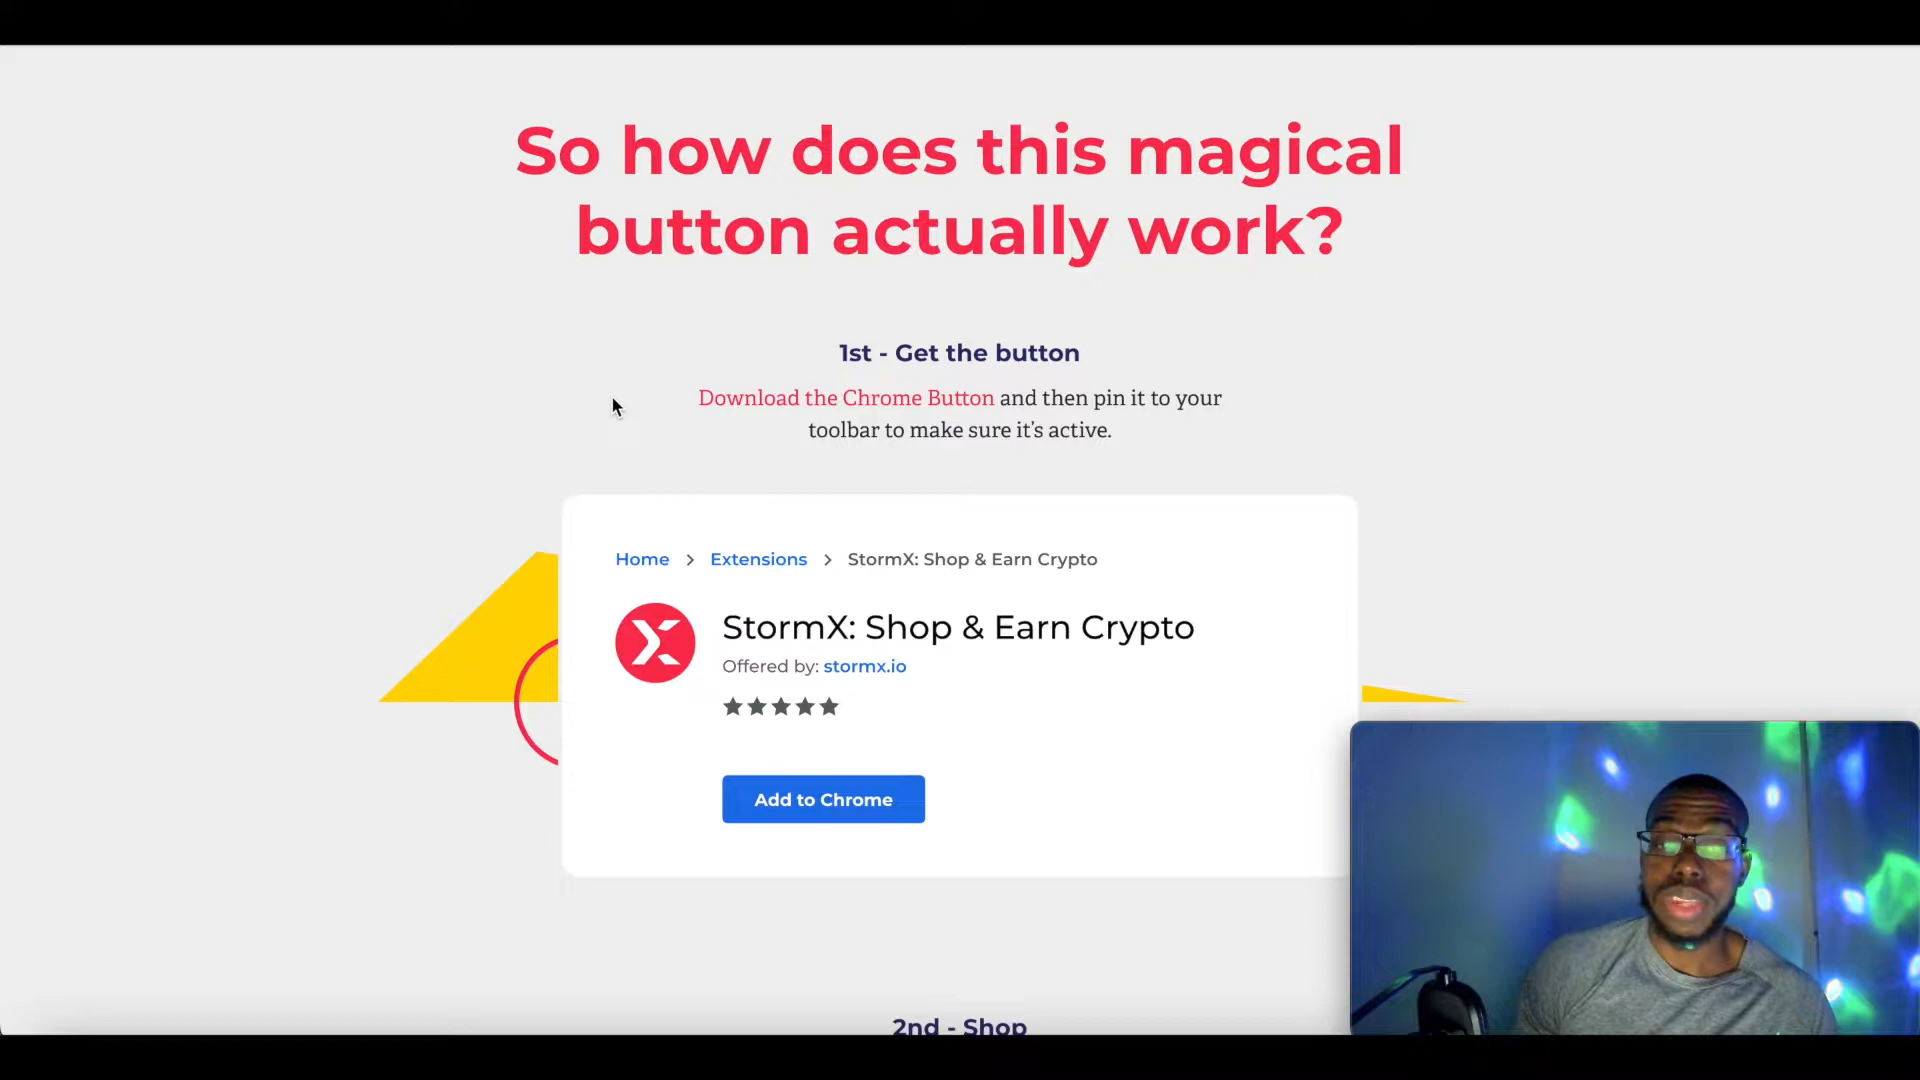 So how does this magical
button actually work?
1st - Get the button
Download the Chrome Button and then pin it to your
toolbar to make sure it’s active.
Home > Extensions > StormX: Shop & Earn Crypto
StormX: Shop & Earn Crypto
Offered by: stormx.io
Add to Chrome
2nd - Shop